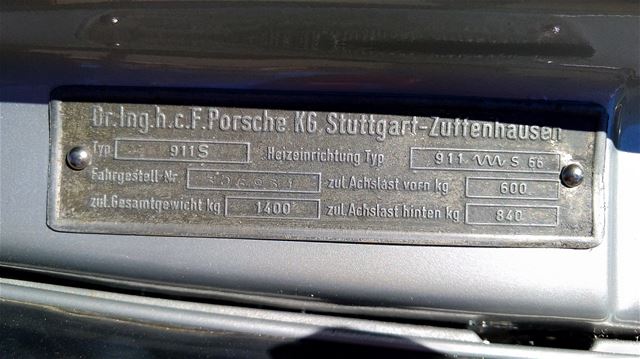 Dr. Ing. h. c. F. Porsche KG. Stuttgart-Zuffenhausen
Typ 911S Heizeinrichtung Typ 911 S 66
Fahrgestell-Nr. zul. Achslast vorn kg 600
zul. Gesamtgewicht kg 1400 zul. Achslast hinten kg 840